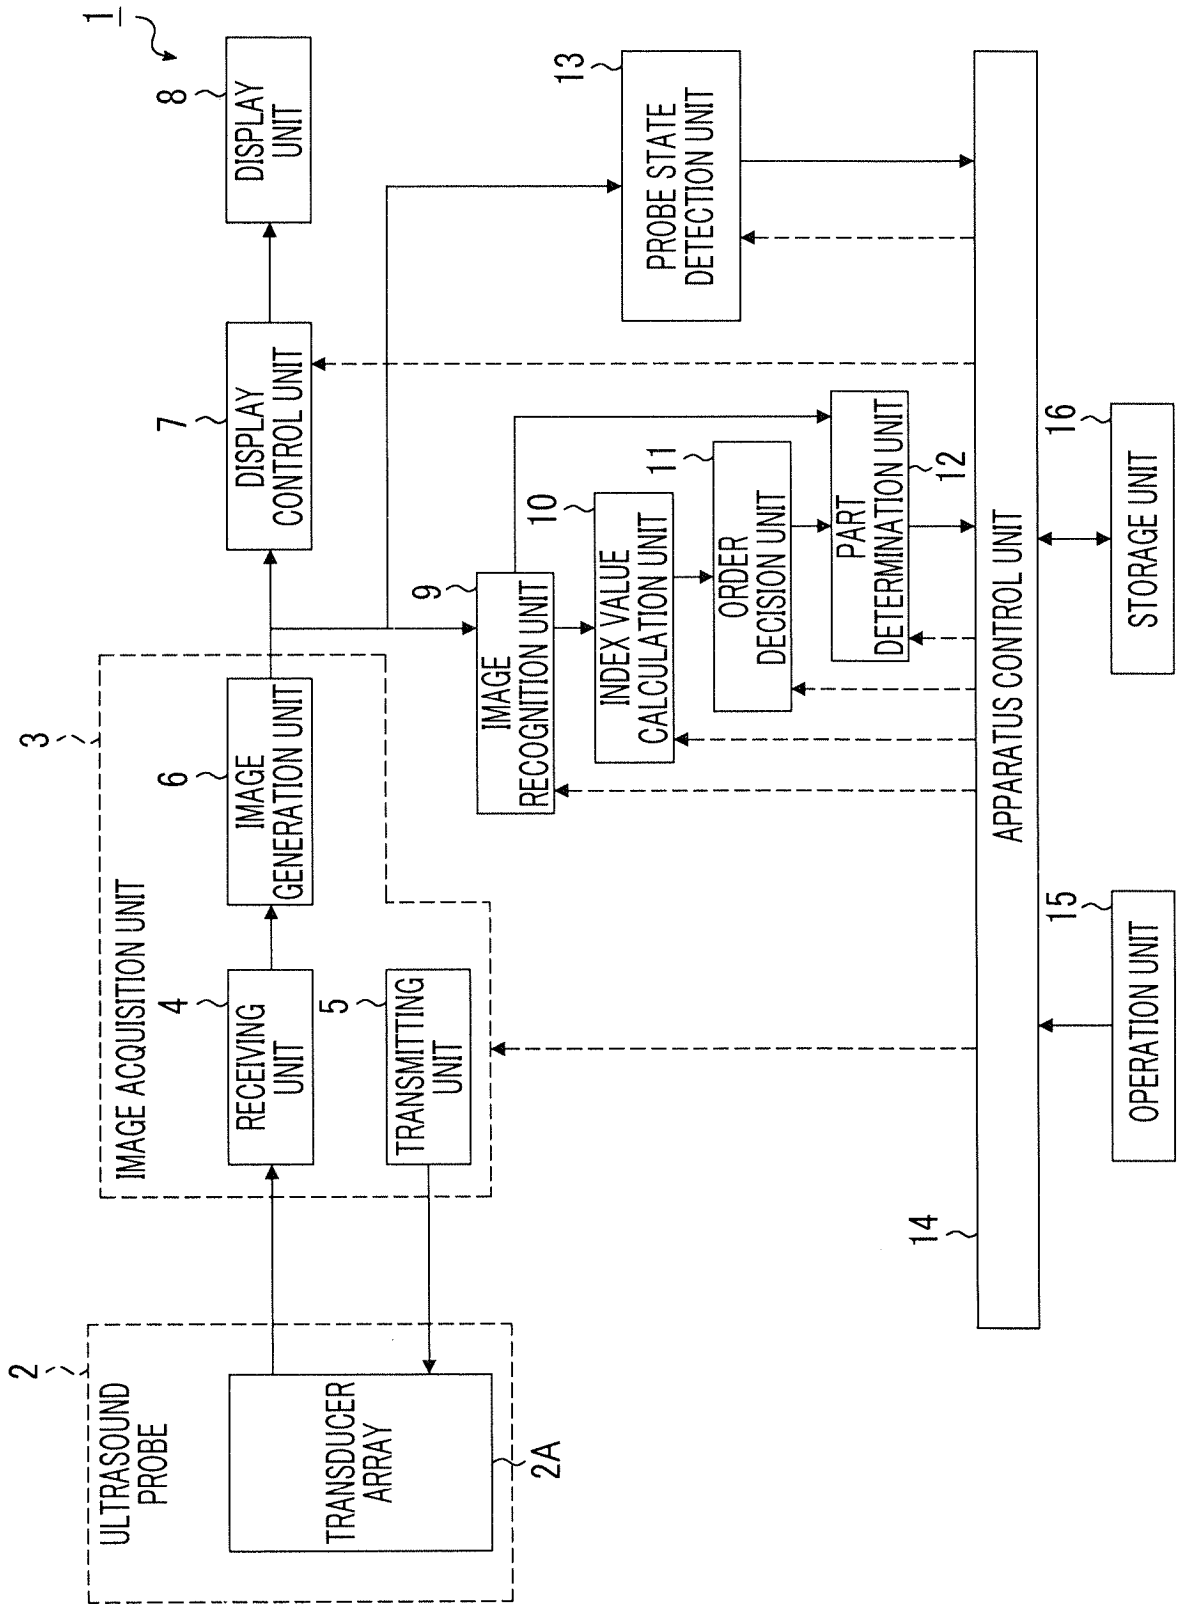 1
ULTRASOUND
PROBE
2
TRANSDUCER
ARRAY
2A
IMAGE ACQUISITION UNIT
3
RECEIVING
UNIT
4
TRANSMITTING
UNIT
5
IMAGE
GENERATION UNIT
6
DISPLAY
CONTROL UNIT
7
DISPLAY
UNIT
8
IMAGE
RECOGNITION UNIT
9
INDEX VALUE
CALCULATION UNIT
10
ORDER
DECISION UNIT
11
PART
DETERMINATION UNIT
12
PROBE STATE
DETECTION UNIT
13
APPARATUS CONTROL UNIT
14
OPERATION UNIT
15
STORAGE UNIT
16